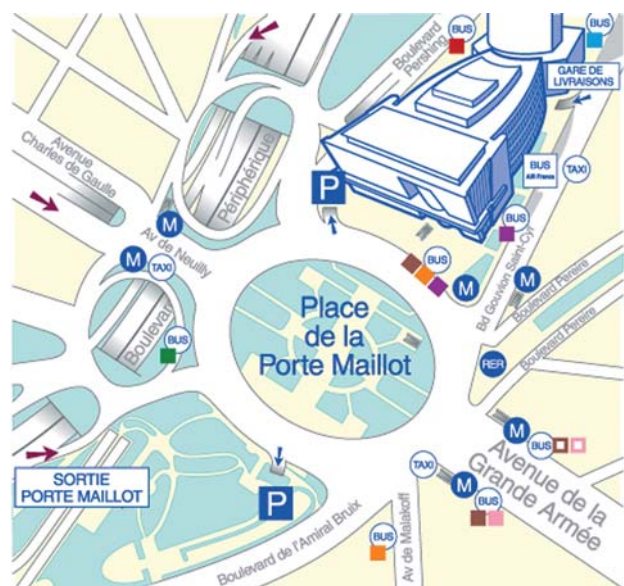 BUS
BUS
Boulevard
Pershing
GARE DE
LIVRAISONS
Avenue
Charles de Gaulle
Périphérique
P
BUS
AIR France
TAXI
M
Av de Neuilly
M
TAXI
BUS
BUS
M
M
Bd Gouvion Saint-Cyr
Boulevard Pereire
Boulevard Pereire
Place
de la
Porte Maillot
Boulevard
BUS
RER
SORTIE
PORTE MAILLOT
P
M
BUS
Avenue de la
Grande Armée
TAXI
M
BUS
BUS
Av de Malakoff
Boulevard de l'Amiral Bruix